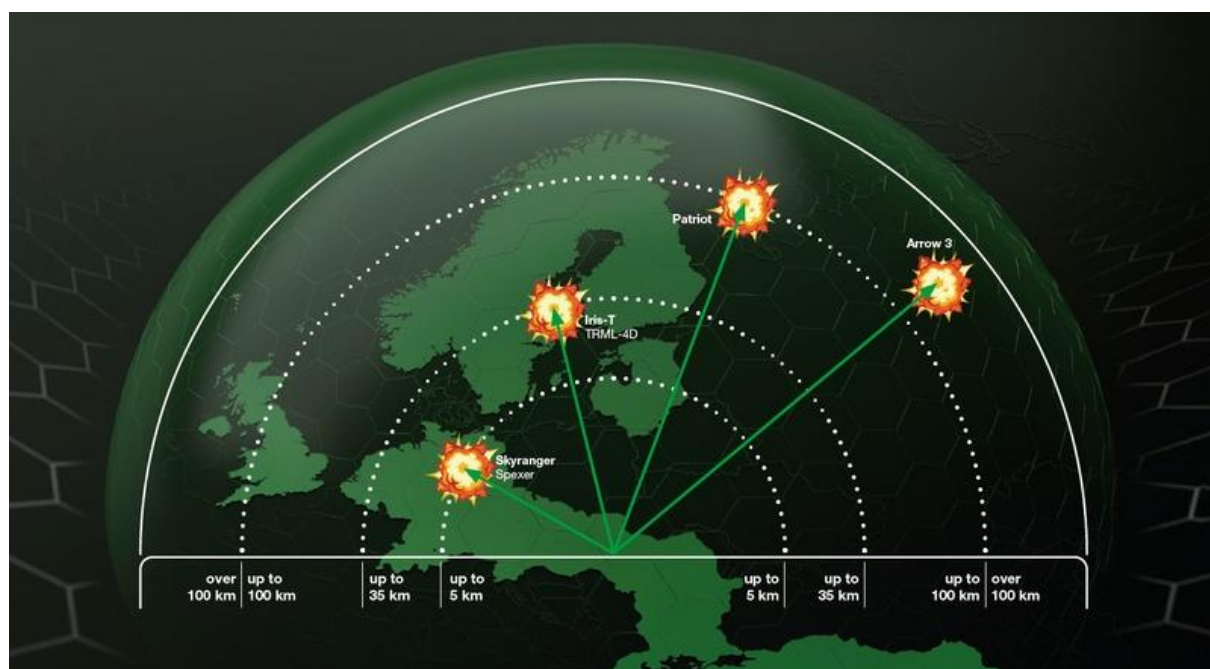 Patriot
Arrow 3
Iris-T
TRML-4D
Skyranger
Spexer
over
100 km
up to
100 km
up to
35 km
up to
5 km
up to
5 km
up to
35 km
up to
100 km
over
100 km